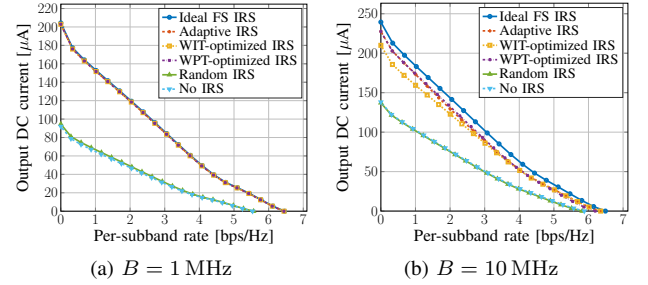 220
200
180
160
140
120
100
80
60
40
20
0
0 1 2 3 4 5 6 7
Output DC current [μA]
Per-subband rate [bps/Hz]
Ideal FS IRS
Adaptive IRS
WIT-optimized IRS
WPT-optimized IRS
Random IRS
No IRS
(a) B = 1 MHz
250
200
150
100
50
0
0 1 2 3 4 5 6 7
Output DC current [μA]
Per-subband rate [bps/Hz]
Ideal FS IRS
Adaptive IRS
WIT-optimized IRS
WPT-optimized IRS
Random IRS
No IRS
(b) B = 10 MHz